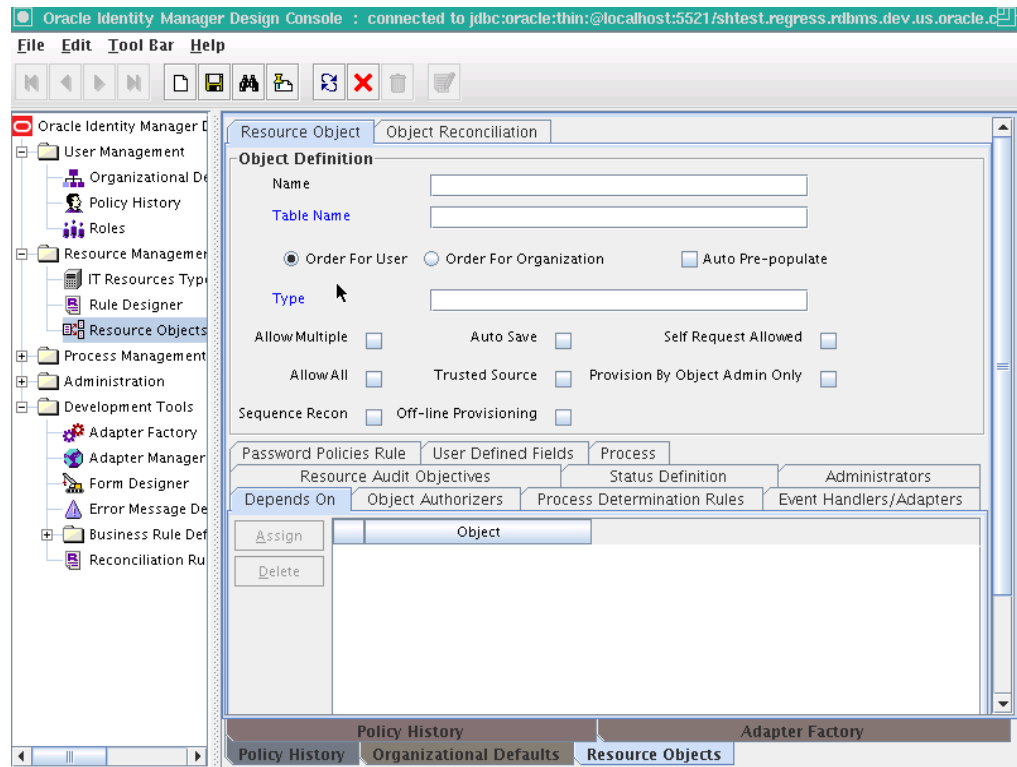 Oracle Identity Manager Design Console : connected to jdbc:oracle:thin:@localhost:5521/shtest.regress.rdbms.dev.us.oracle.c
File Edit Tool Bar Help
Oracle Identity Manager D
User Management
Organizational De
Policy History
Roles
Resource Managemer
IT Resources Typ
Rule Designer
Resource Objects
Process Management
Administration
Development Tools
Adapter Factory
Adapter Manager
Form Designer
Error Message De
Business Rule Def
Reconciliation Ru
Resource Object Object Reconciliation
Object Definition
Name
Table Name
Order For User Order For Organization Auto Pre-populate
Type
Allow Multiple Auto Save Self Request Allowed
Allow All Trusted Source Provision By Object Admin Only
Sequence Recon Off-line Provisioning
Password Policies Rule User Defined Fields Process
Resource Audit Objectives Status Definition Administrators
Depends On Object Authorizers Process Determination Rules Event Handlers/Adapters
Assign Object
Delete
Policy History Adapter Factory
Policy History Organizational Defaults Resource Objects